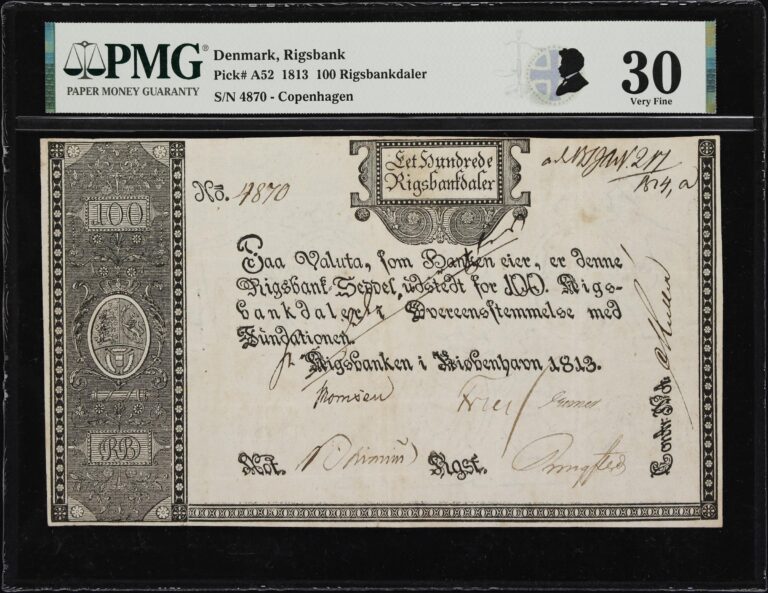 PMG®
PAPER MONEY GUARANTY
Denmark, Rigsbank
Pick# A52 1813 100 Rigsbankdaler
S/N 4870 - Copenhagen
30
Very Fine
Eet Hundrede
Rigsbankdaler
No. 4870
100
Paa Valuta, som Banken eier, er denne
Rigsbank-Seddel, udstedt for 100. Rigs-
bankdaler i Overeensstemmelse med
Fundationen.
Rigsbanken i Kiøbenhavn 1813.
RB
Not.
Rgst.